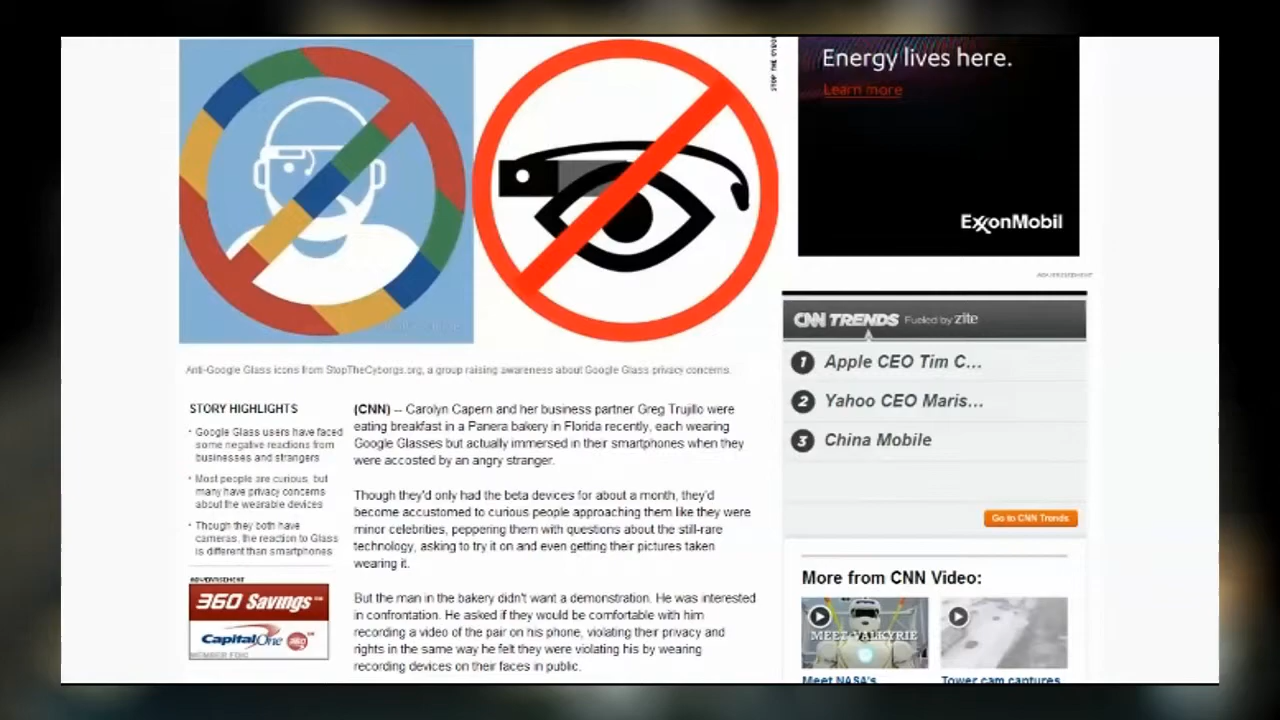 STOP THE CYBORGS
Energy lives here.
Learn more
ExxonMobil
ADVERTISEMENT
CNN TRENDS Fueled by zite
1 Apple CEO Tim C...
2 Yahoo CEO Maris...
3 China Mobile
Go to CNN Trends
More from CNN Video:
MEET VALKYRIE
Meet NASA's
Tower cam captures
Anti-Google Glass icons from StopTheCyborgs.org, a group raising awareness about Google Glass privacy concerns.
STORY HIGHLIGHTS
Google Glass users have faced
some negative reactions from
businesses and strangers
Most people are curious, but
many have privacy concerns
about the wearable devices
Though they both have
cameras, the reaction to Glass
is different than smartphones
ADVERTISEMENT
360 Savings
Capital One 360
MEMBER FDIC
(CNN) -- Carolyn Capern and her business partner Greg Trujillo were
eating breakfast in a Panera bakery in Florida recently, each wearing
Google Glasses but actually immersed in their smartphones when they
were accosted by an angry stranger.
Though they'd only had the beta devices for about a month, they'd
become accustomed to curious people approaching them like they were
minor celebrities, peppering them with questions about the still-rare
technology, asking to try it on and even getting their pictures taken
wearing it.
But the man in the bakery didn't want a demonstration. He was interested
in confrontation. He asked if they would be comfortable with him
recording a video of the pair on his phone, violating their privacy and
rights in the same way he felt they were violating his by wearing
recording devices on their faces in public.